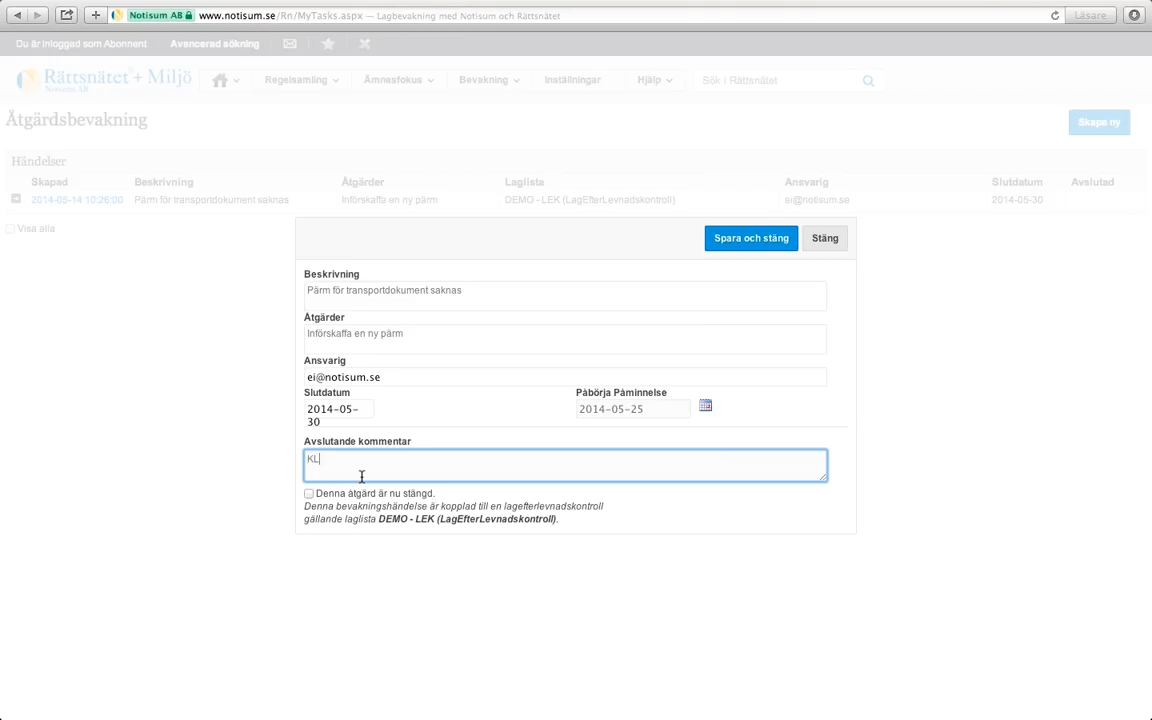 Notisum AB www.notisum.se/Rn/MyTasks.aspx — Lagbevakning med Notisum och Rättsnätet Läsare
Du är inloggad som Abonnent Avancerad sökning
Rättsnätet+ Miljö Regelsamling Ämnesfokus Bevakning Inställningar Hjälp Sök i Rättsnätet
Notisum AB
Åtgärdsbevakning Skapa ny
Händelser
Skapad Beskrivning Åtgärder Laglista Ansvarig Slutdatum Avslutad
2014-05-14 10:26:00 Pärm för transportdokument saknas Införskaffa en ny pärm DEMO - LEK (LagEfterLevnadskontroll) ei@notisum.se 2014-05-30
Visa alla
Spara och stäng Stäng
Beskrivning
Pärm för transportdokument saknas
Åtgärder
Införskaffa en ny pärm
Ansvarig
ei@notisum.se
Slutdatum Påbörja Påminnelse
2014-05- 2014-05-25
30
Avslutande kommentar
KL
Denna åtgärd är nu stängd.
Denna bevakningshändelse är kopplad till en lagefterlevnadskontroll
gällande laglista DEMO - LEK (LagEfterLevnadskontroll).